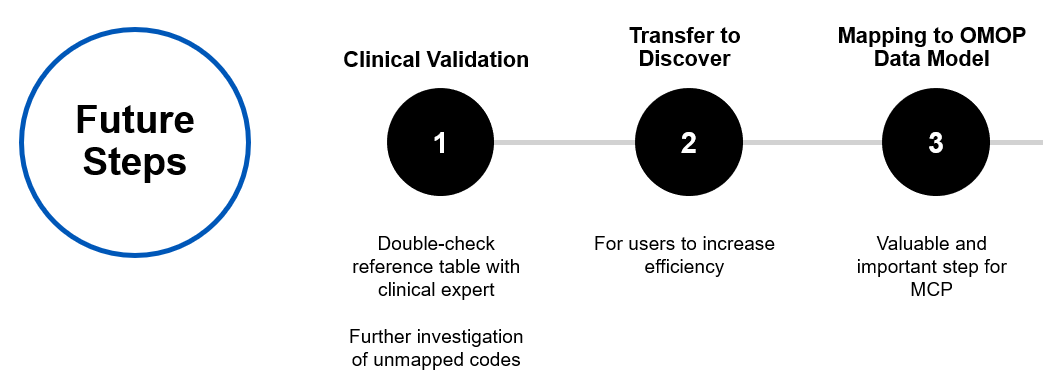 Future
Steps
Clinical Validation
1
Double-check
reference table with
clinical expert
Further investigation
of unmapped codes
Transfer to
Discover
2
For users to increase
efficiency
Mapping to OMOP
Data Model
3
Valuable and
important step for
MCP